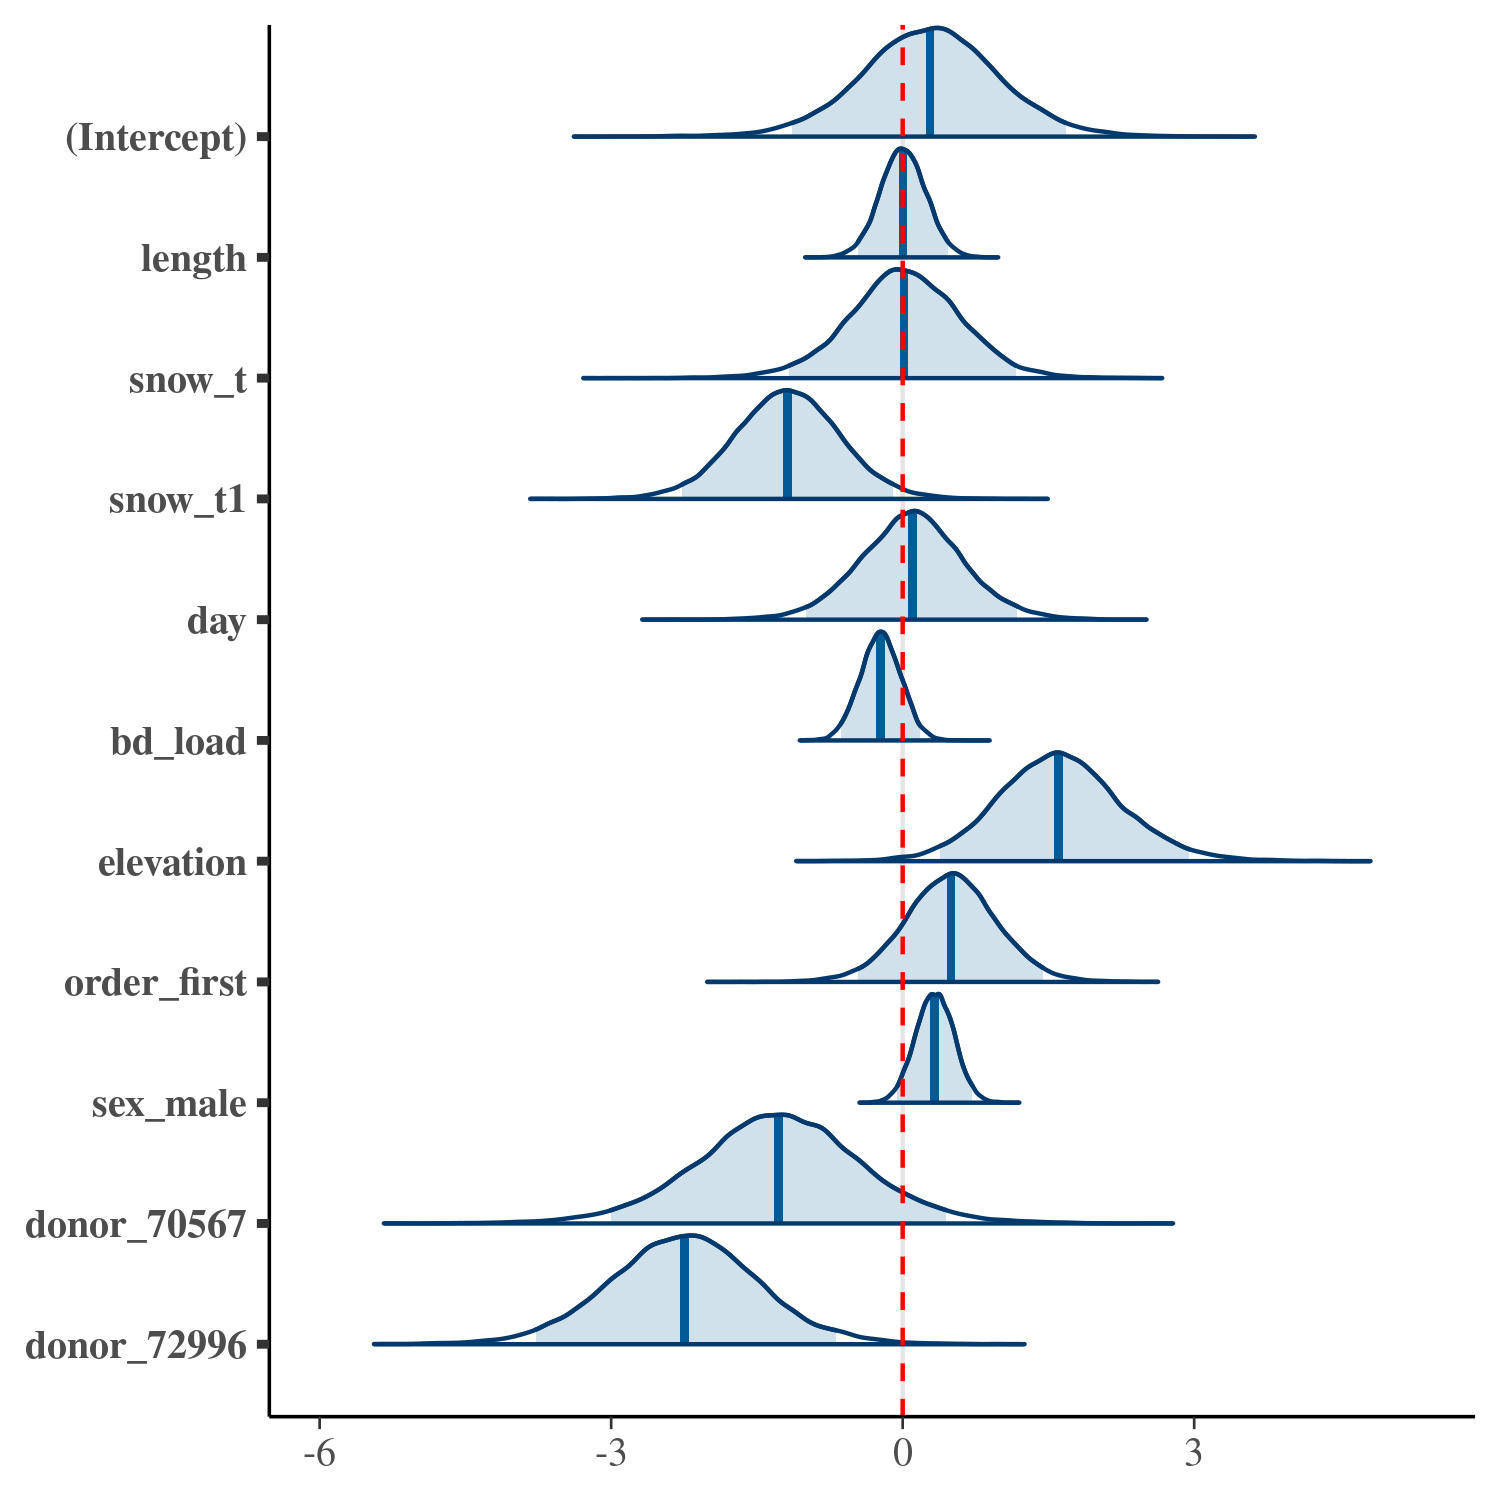 (Intercept)
length
snow_t
snow_t1
day
bd_load
elevation
order_first
sex_male
donor_70567
donor_72996
-6 -3 0 3